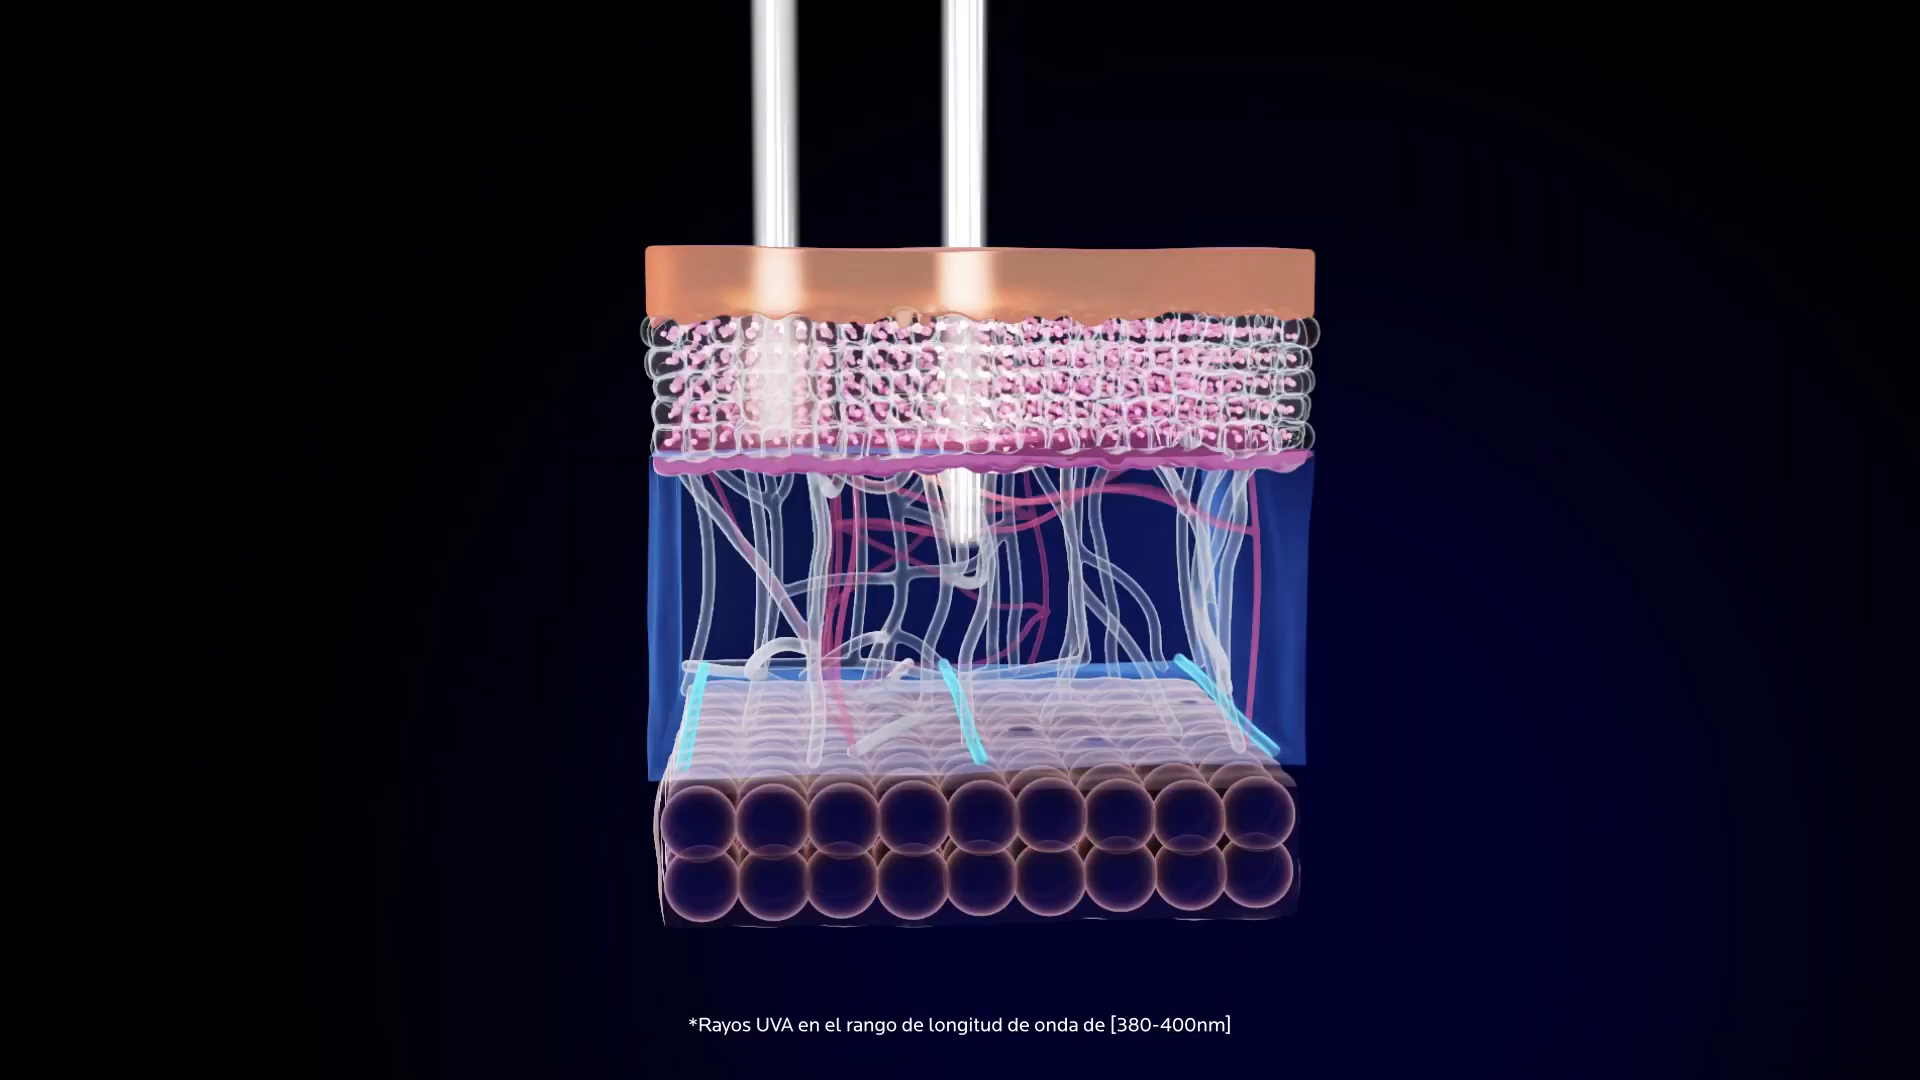 *Rayos UVA en el rango de longitud de onda de [380-400nm]